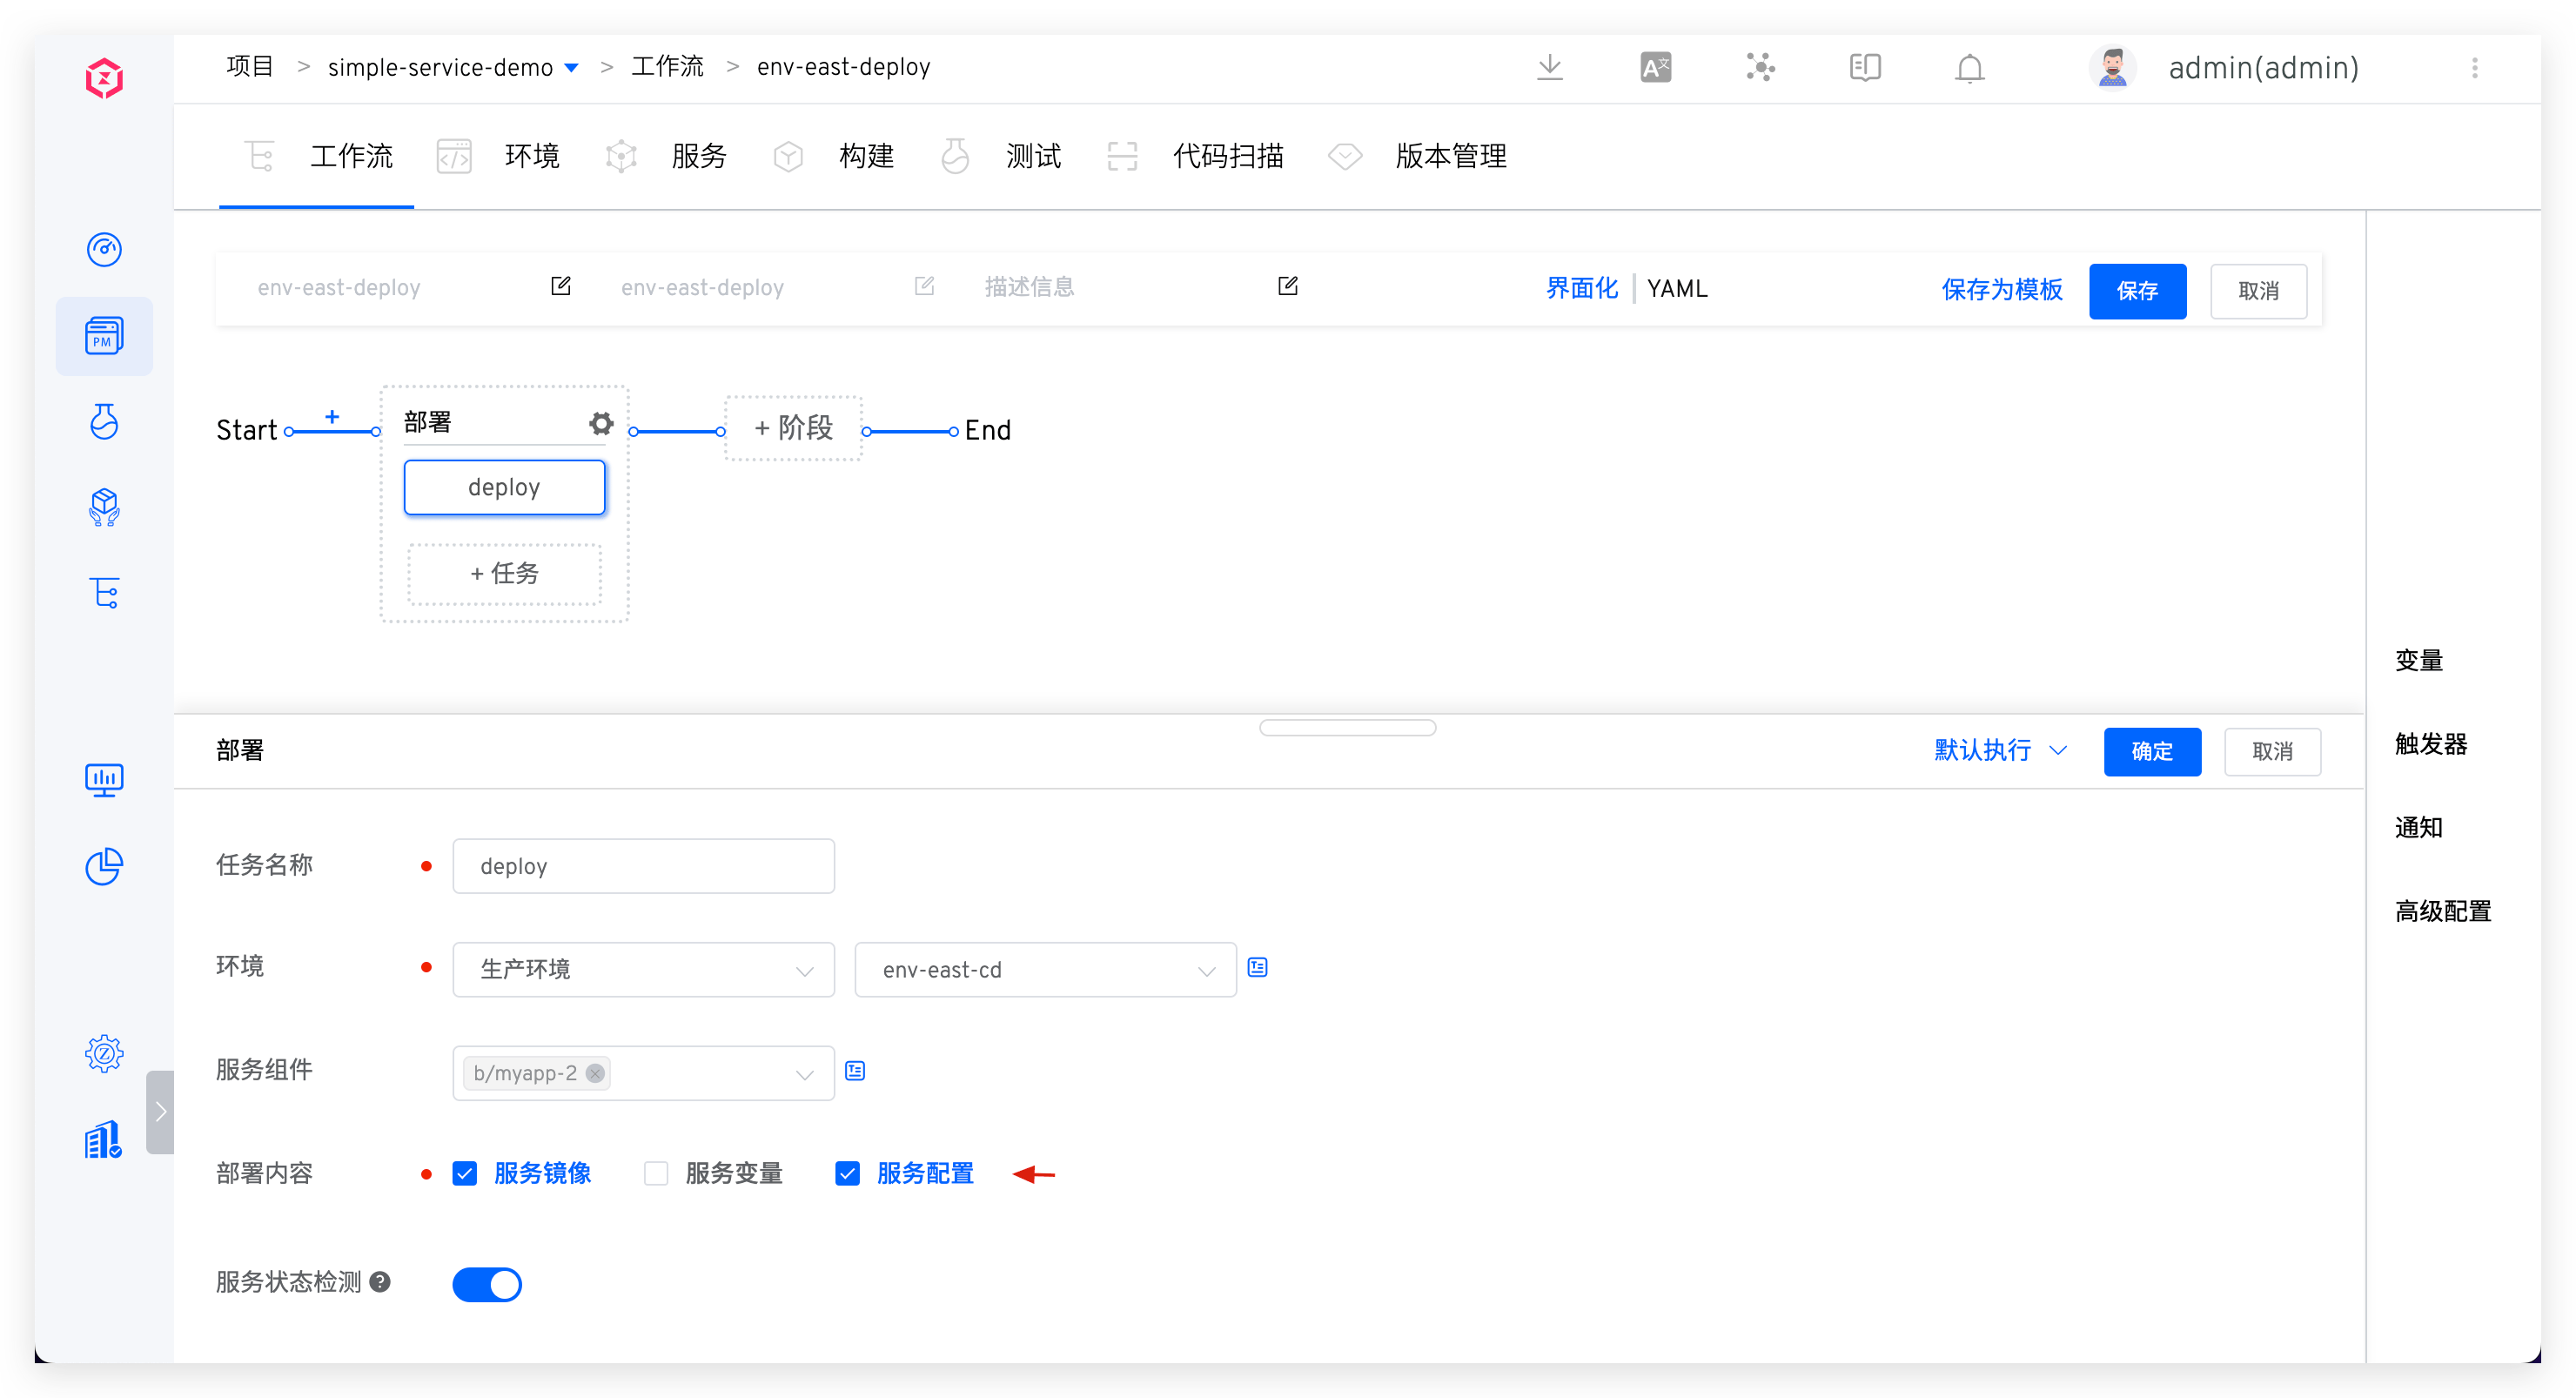 项目 > simple-service-demo > 工作流 > env-east-deploy
admin(admin)
工作流 环境 服务 构建 测试 代码扫描 版本管理
env-east-deploy env-east-deploy 描述信息 界面化 | YAML 保存为模板 保存 取消
PM
Start + 部署 + 阶段 End
deploy
+ 任务
变量
触发器
通知
高级配置
部署 默认执行 确定 取消
任务名称 deploy
环境 生产环境 env-east-cd
服务组件 b/myapp-2
部署内容 服务镜像 服务变量 服务配置
服务状态检测 ?